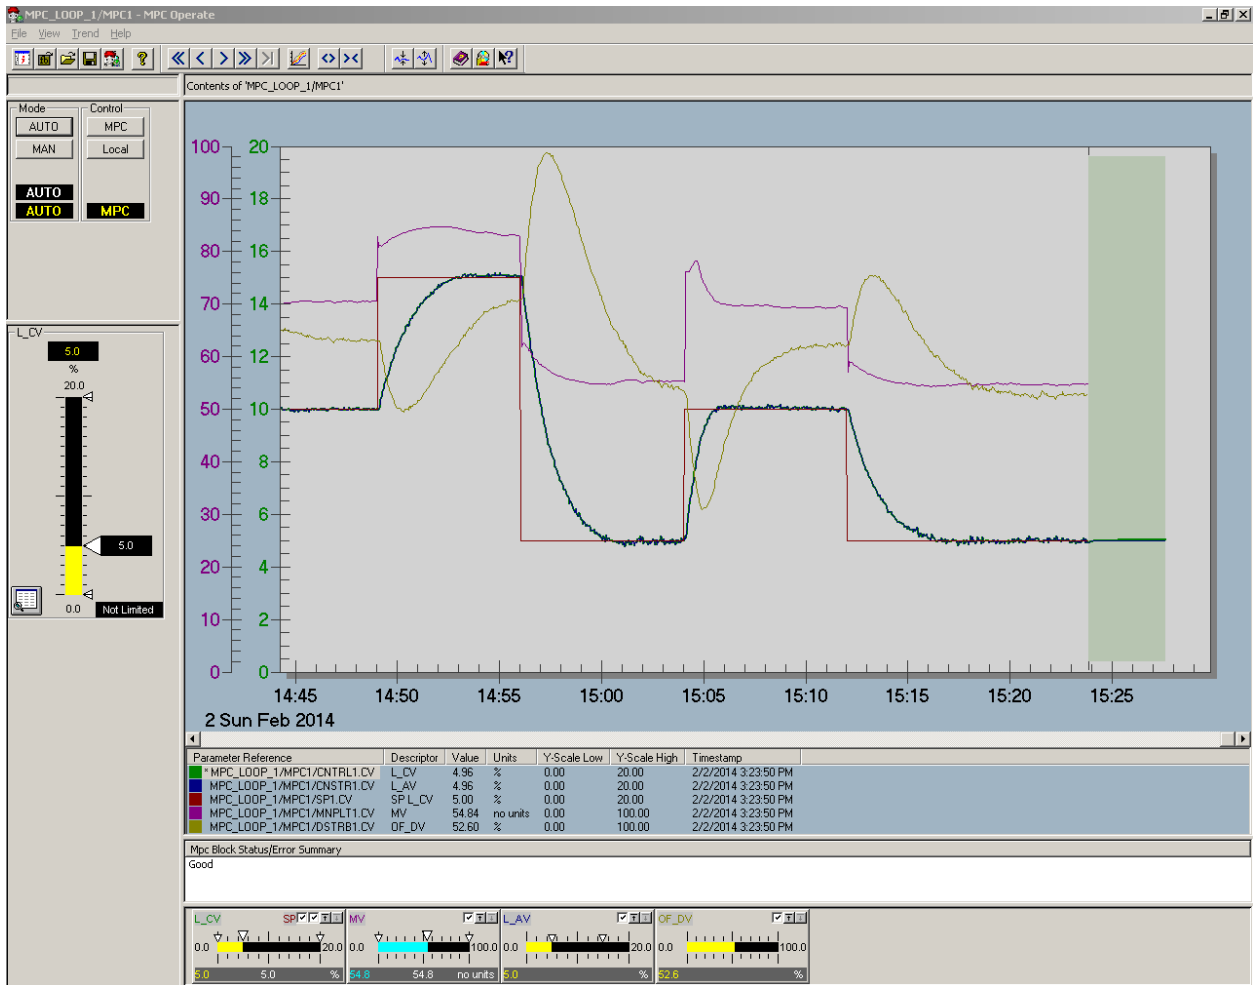 MPC_LOOP_1/MPC1 - MPC Operate
File View Trend Help
Contents of 'MPC_LOOP_1/MPC1'
Mode Control
AUTO MPC
MAN Local
AUTO
AUTO MPC
L_CV
5.0
%
20.0
5.0
0.0 Not Limited
100 20
90 18
80 16
70 14
60 12
50 10
40 8
30 6
20 4
10 2
0 0
14:45 14:50 14:55 15:00 15:05 15:10 15:15 15:20 15:25
2 Sun Feb 2014
Parameter Reference Descriptor Value Units Y-Scale Low Y-Scale High Timestamp
* MPC_LOOP_1/MPC1/CNTRL1.CV L_CV 4.96 % 0.00 20.00 2/2/2014 3:23:50 PM
MPC_LOOP_1/MPC1/CNSTR1.CV L_AV 4.96 % 0.00 20.00 2/2/2014 3:23:50 PM
MPC_LOOP_1/MPC1/SP1.CV SP L_CV 5.00 % 0.00 20.00 2/2/2014 3:23:50 PM
MPC_LOOP_1/MPC1/MNPLT1.CV MV 54.84 no units 0.00 100.00 2/2/2014 3:23:50 PM
MPC_LOOP_1/MPC1/DSTRB1.CV OF_DV 52.60 % 0.00 100.00 2/2/2014 3:23:50 PM
Mpc Block Status/Error Summary
Good
L_CV SP MV L_AV OF_DV
0.0 20.0 0.0 100.0 0.0 20.0 0.0 100.0
5.0 5.0 % 54.8 54.8 no units 5.0 % 52.6 %